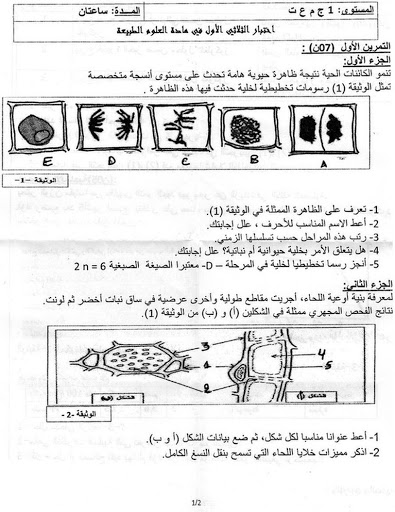 المستوى: 1 ج م ع ت
المــدة: ساعتان
اختبار الثلاثي الأول في مادة العلوم الطبيعة
التمرين الأول (07ن) :
الجزء الأول:
تنمو الكائنات الحية نتيجة ظاهرة حيوية هامة تحدث على مستوى أنسجة متخصصة
تمثل الوثيقة (1) رسومات تخطيطية لخلية حدثت فيها هذه الظاهرة .
E D C B A
الوثيقة -1-
1- تعرف على الظاهرة الممثلة في الوثيقة (1).
2- أعط الاسم المناسب للأحرف ، علل إجابتك.
3- رتب هذه المراحل حسب تسلسلها الزمني.
4- هل يتعلق الأمر بخلية حيوانية أم نباتية؟ علل إجابتك.
5- أنجز رسما تخطيطيا لخلية في المرحلة –D- معتبرا الصيغة الصبغية 2 n = 6
الجزء الثاني:
لمعرفة بنية أوعية اللحاء، أجريت مقاطع طولية وأخرى عرضية في ساق نبات أخضر ثم لونت.
نتائج الفحص المجهري ممثلة في الشكلين (أ) و (ب) من الوثيقة (1).
3
4
1
5
2
الوثيقة -2-
1- أعط عنوانا مناسبا لكل شكل، ثم ضع بيانات الشكل (أ و ب).
2- اذكر مميزات خلايا اللحاء التي تسمح بنقل النسغ الكامل.
1/2